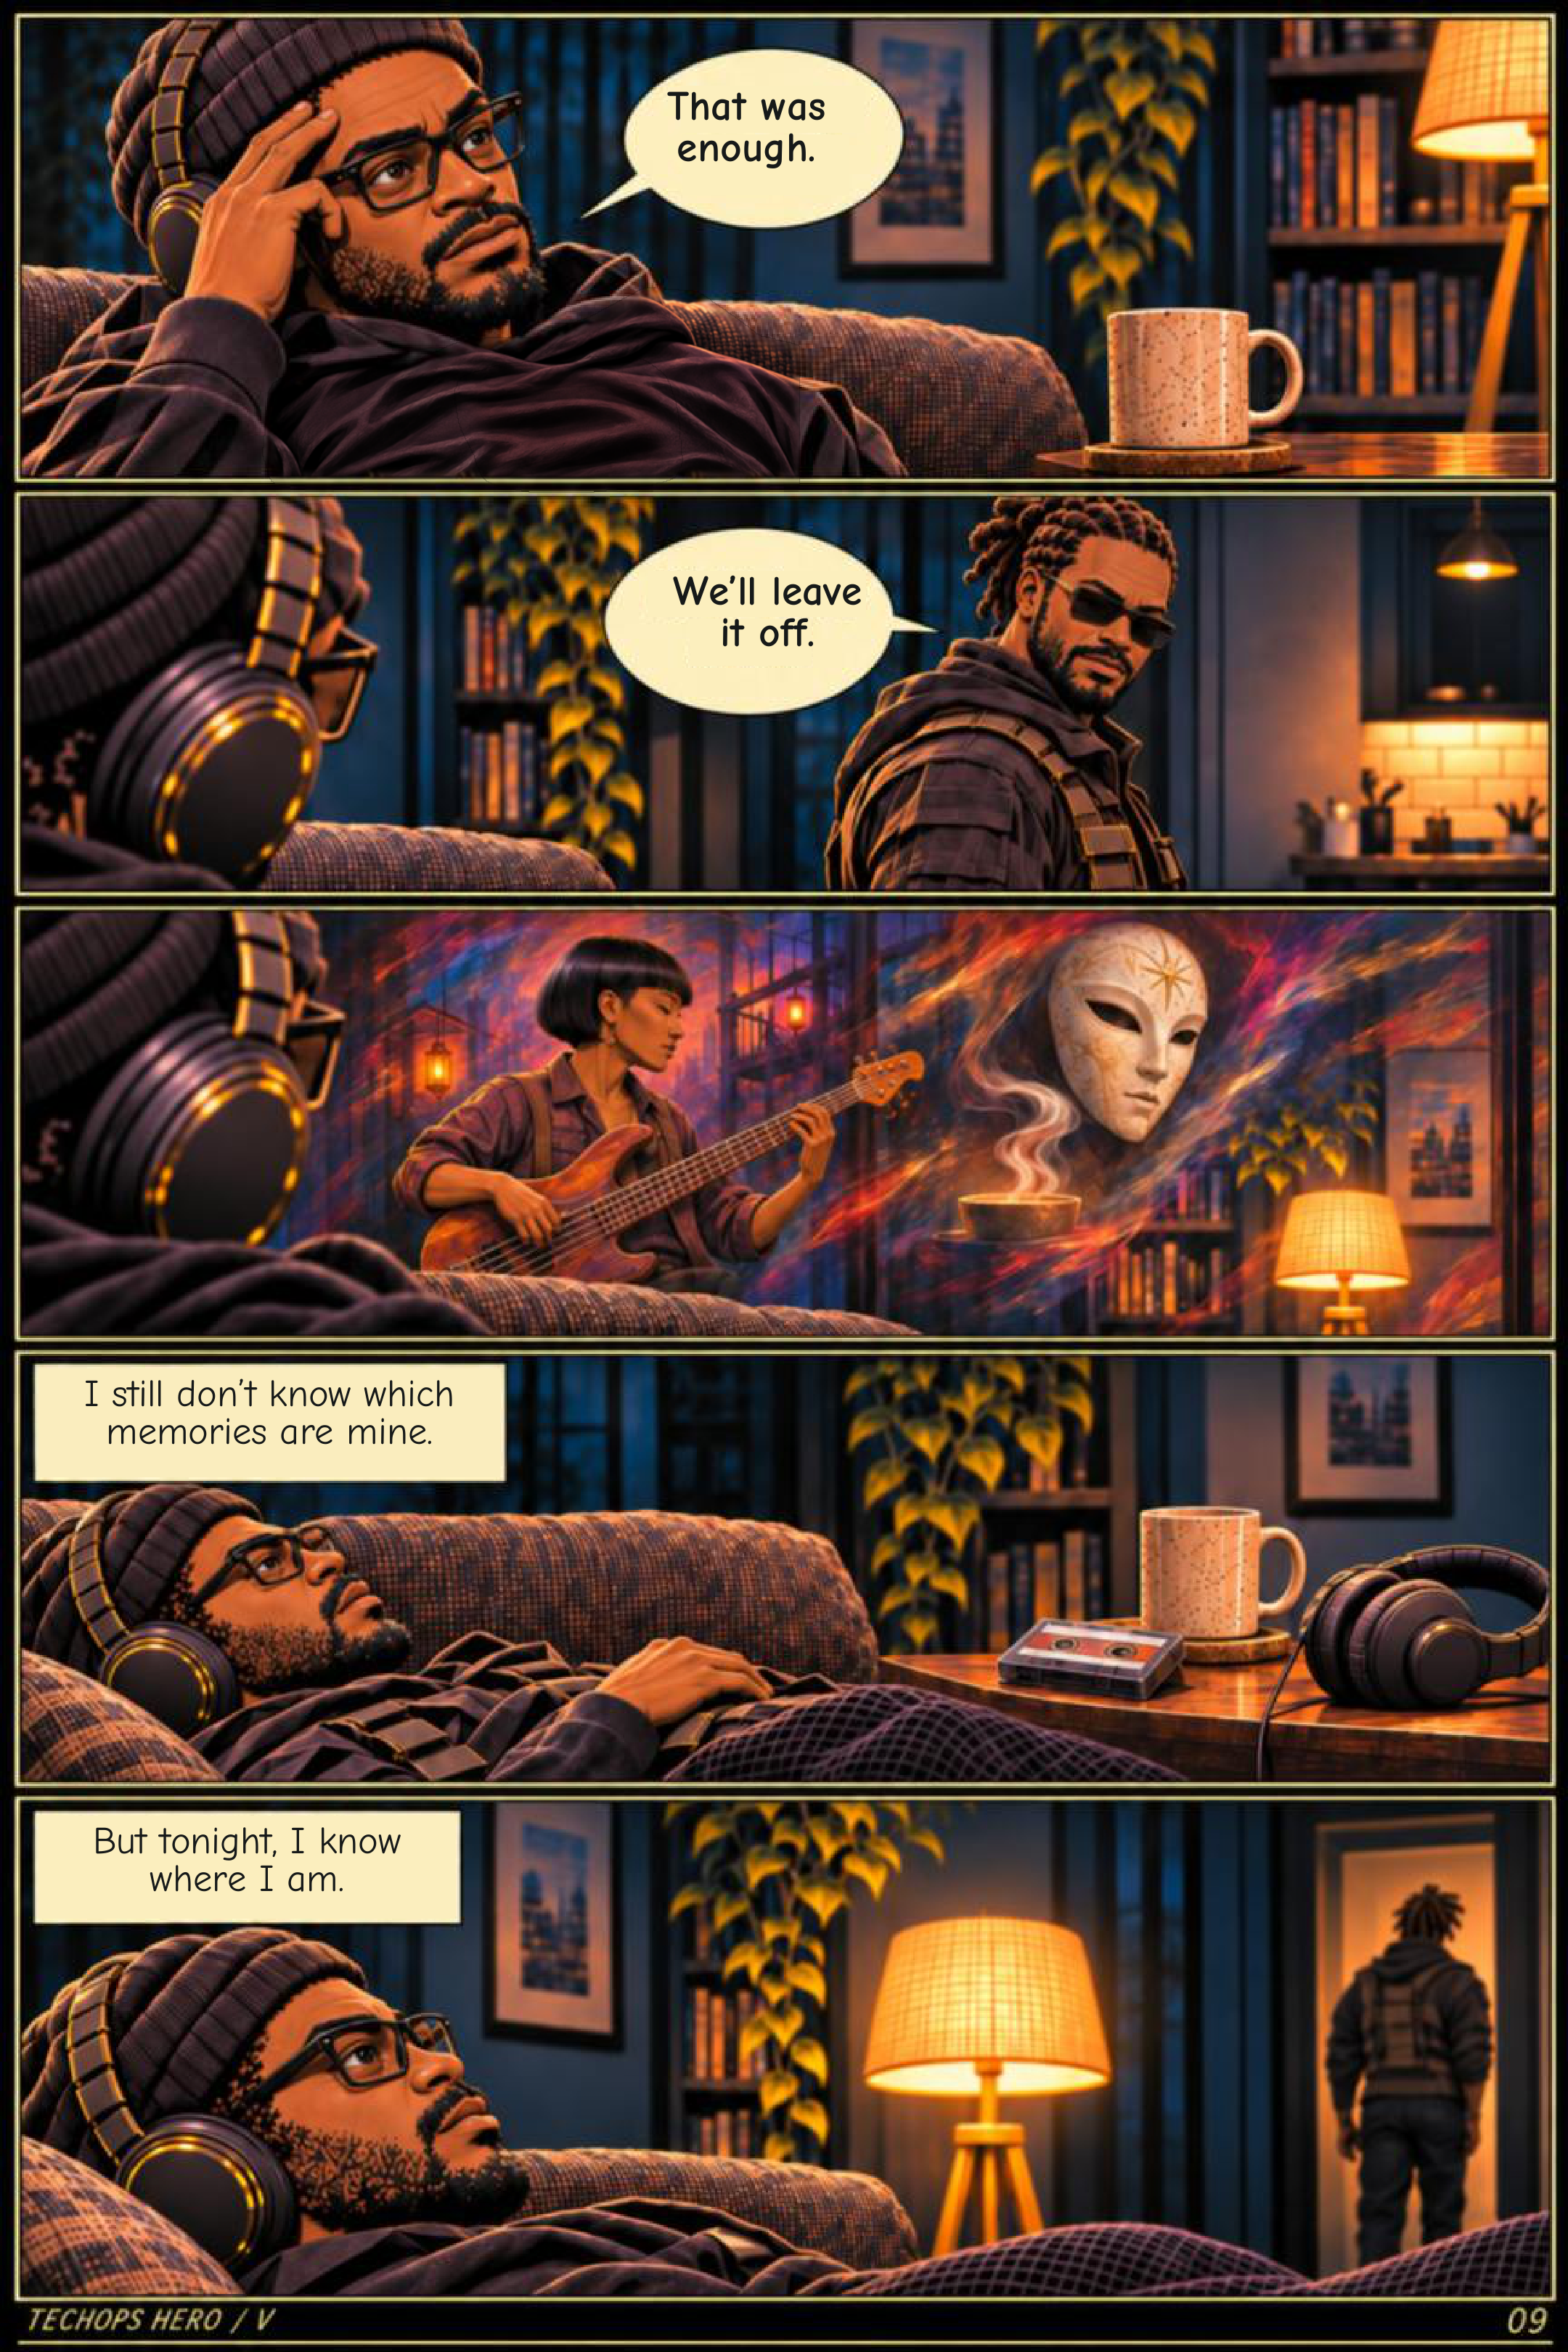 That was
enough.
We'll leave
it off.
I still don't know which
memories are mine.
But tonight, I know
where I am.
TECHOPS HERO / V
09